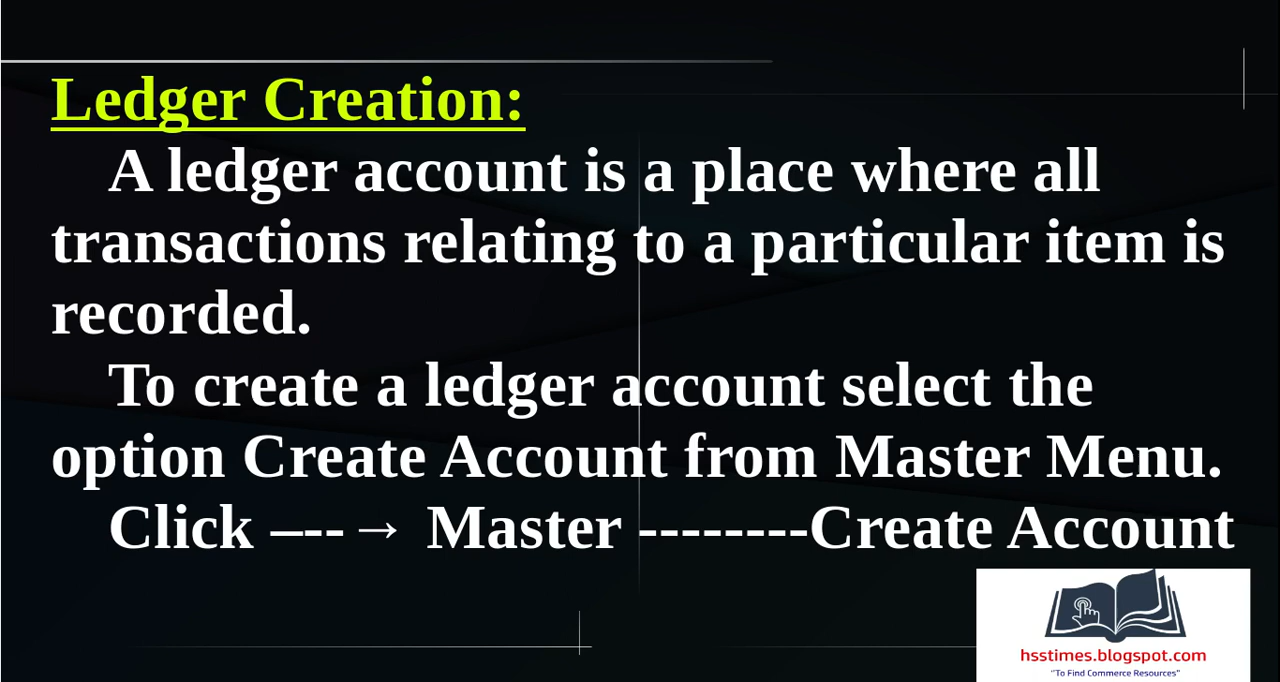 Ledger Creation:
A ledger account is a place where all
transactions relating to a particular item is
recorded.
To create a ledger account select the
option Create Account from Master Menu.
Click –--→ Master --------Create Account
hsstimes.blogspot.com
"To Find Commerce Resources"